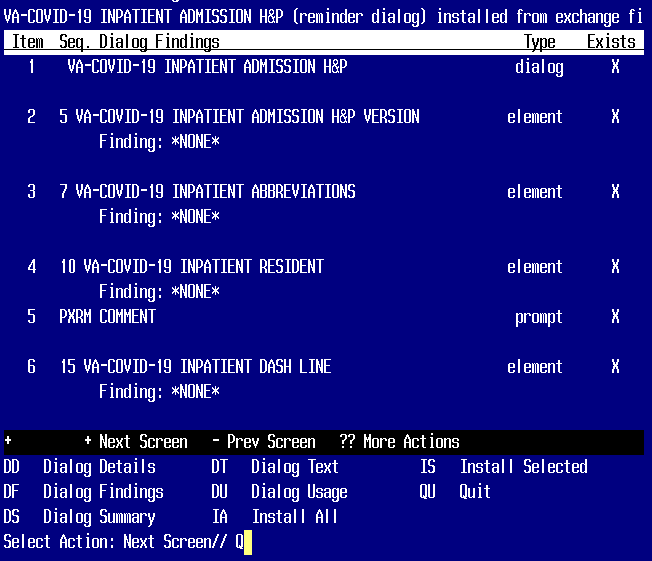 VA-COVID-19 INPATIENT ADMISSION H&P (reminder dialog) installed from exchange fi
Item Seq. Dialog Findings Type Exists
1 VA-COVID-19 INPATIENT ADMISSION H&P dialog X
2 5 VA-COVID-19 INPATIENT ADMISSION H&P VERSION element X
Finding: *NONE*
3 7 VA-COVID-19 INPATIENT ABBREVIATIONS element X
Finding: *NONE*
4 10 VA-COVID-19 INPATIENT RESIDENT element X
Finding: *NONE*
5 PXRM COMMENT prompt X
6 15 VA-COVID-19 INPATIENT DASH LINE element X
Finding: *NONE*
+ + Next Screen - Prev Screen ?? More Actions
DD Dialog Details DT Dialog Text IS Install Selected
DF Dialog Findings DU Dialog Usage QU Quit
DS Dialog Summary IA Install All
Select Action: Next Screen// Q